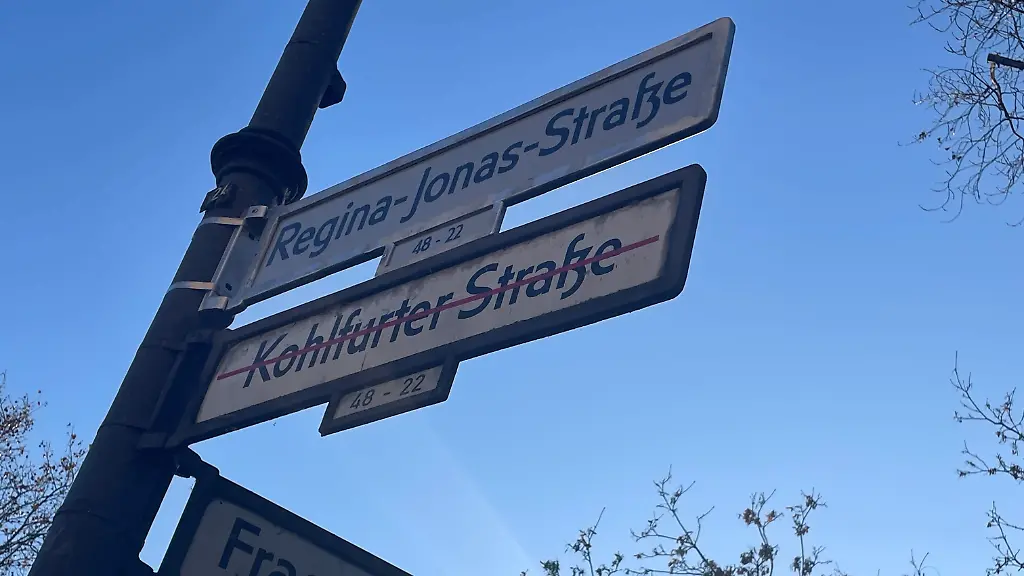 Regina-Jonas-Straße
48 - 22
Kohlfurter Straße
48 - 22